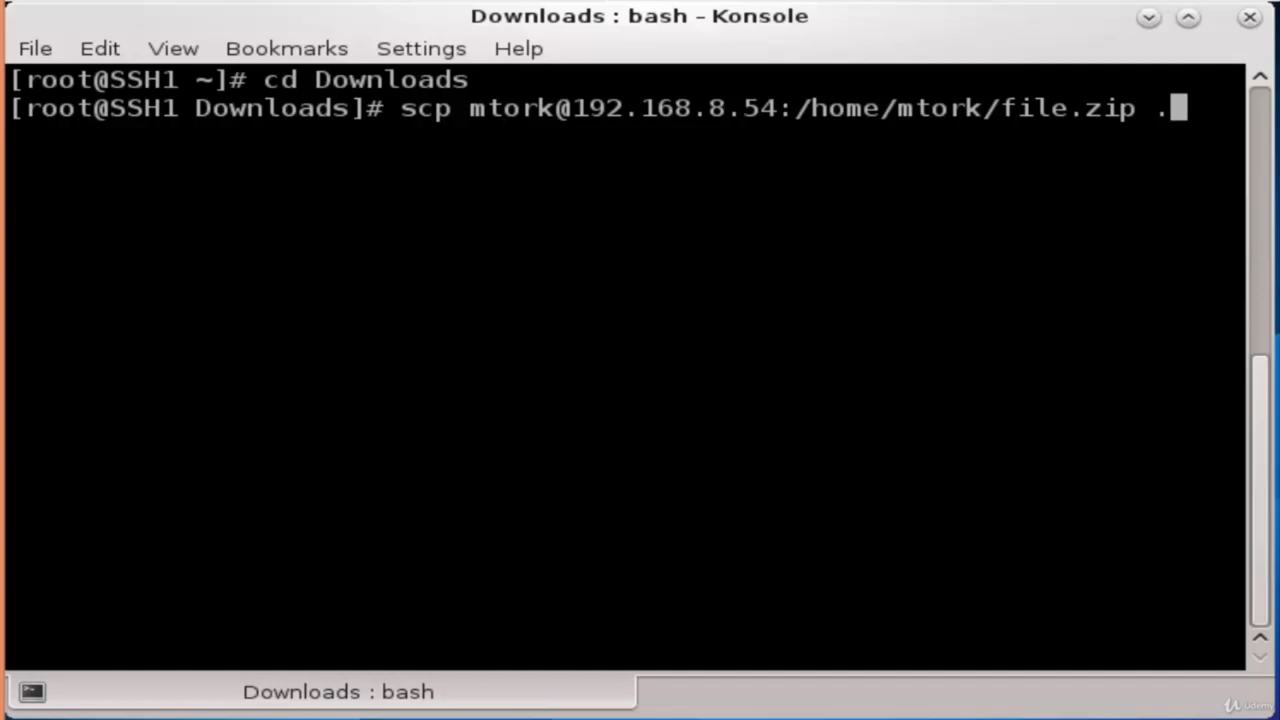 Downloads : bash – Konsole
File Edit View Bookmarks Settings Help
[root@SSH1 ~]# cd Downloads
[root@SSH1 Downloads]# scp mtork@192.168.8.54:/home/mtork/file.zip .
Downloads : bash
Udemy